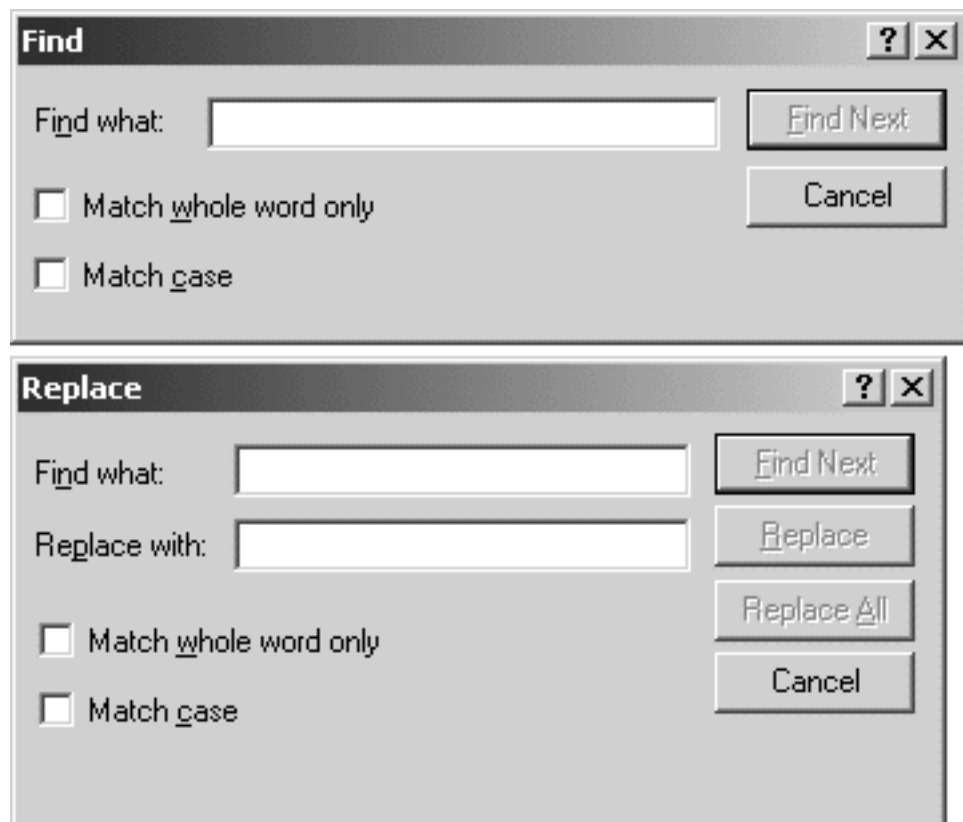 Find
Find what:
Find Next
Match whole word only
Cancel
Match case
Replace
Find what:
Find Next
Replace with:
Replace
Replace All
Match whole word only
Cancel
Match case